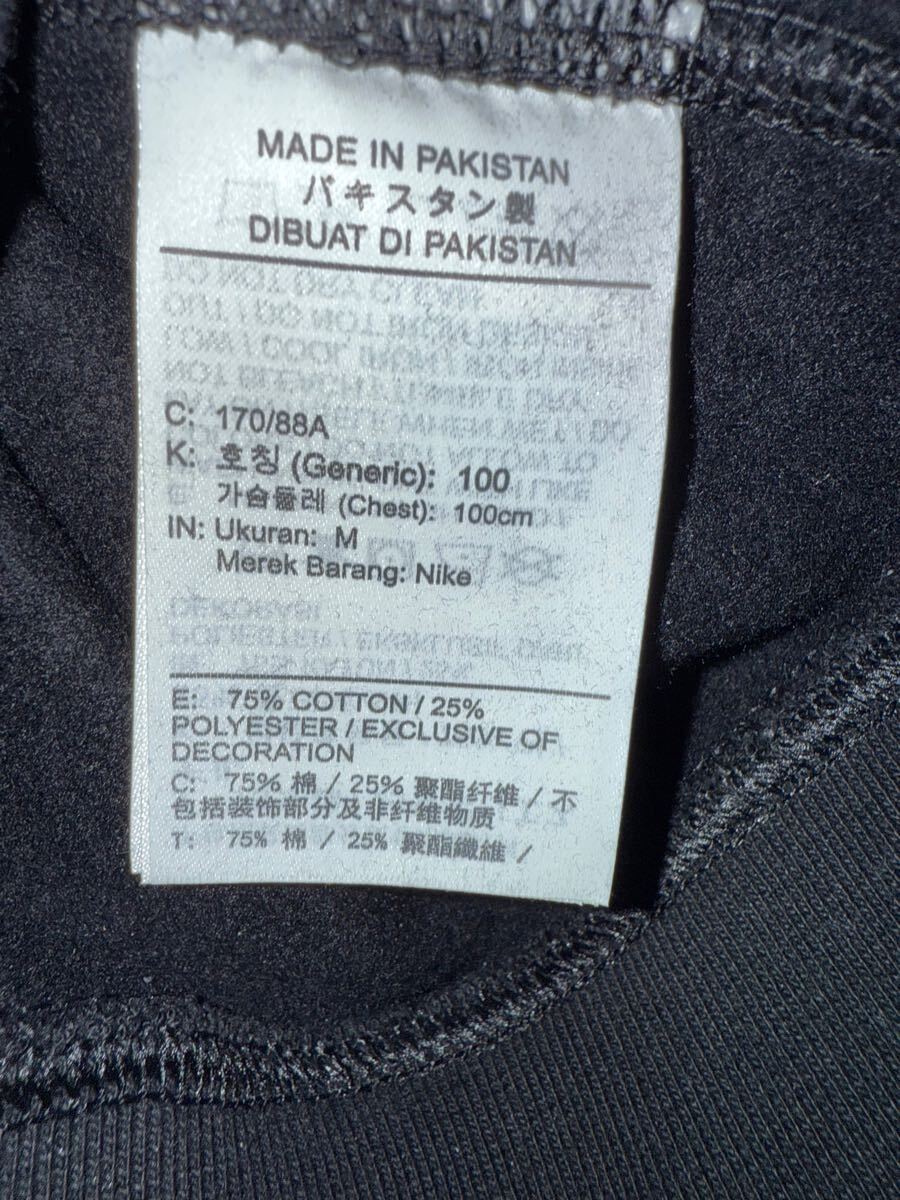 MADE IN PAKISTAN
パキスタン製
DIBUAT DI PAKISTAN
C: 170/88A
K: 호칭 (Generic): 100
가슴둘레 (Chest): 100cm
IN: Ukuran: M
Merek Barang: Nike
E: 75% COTTON / 25%
POLYESTER / EXCLUSIVE OF
DECORATION
C: 75% 棉 / 25% 聚酯纤维 / 不
包括装饰部分及非纤维物质
T: 75% 棉 / 25% 聚酯纖維 /